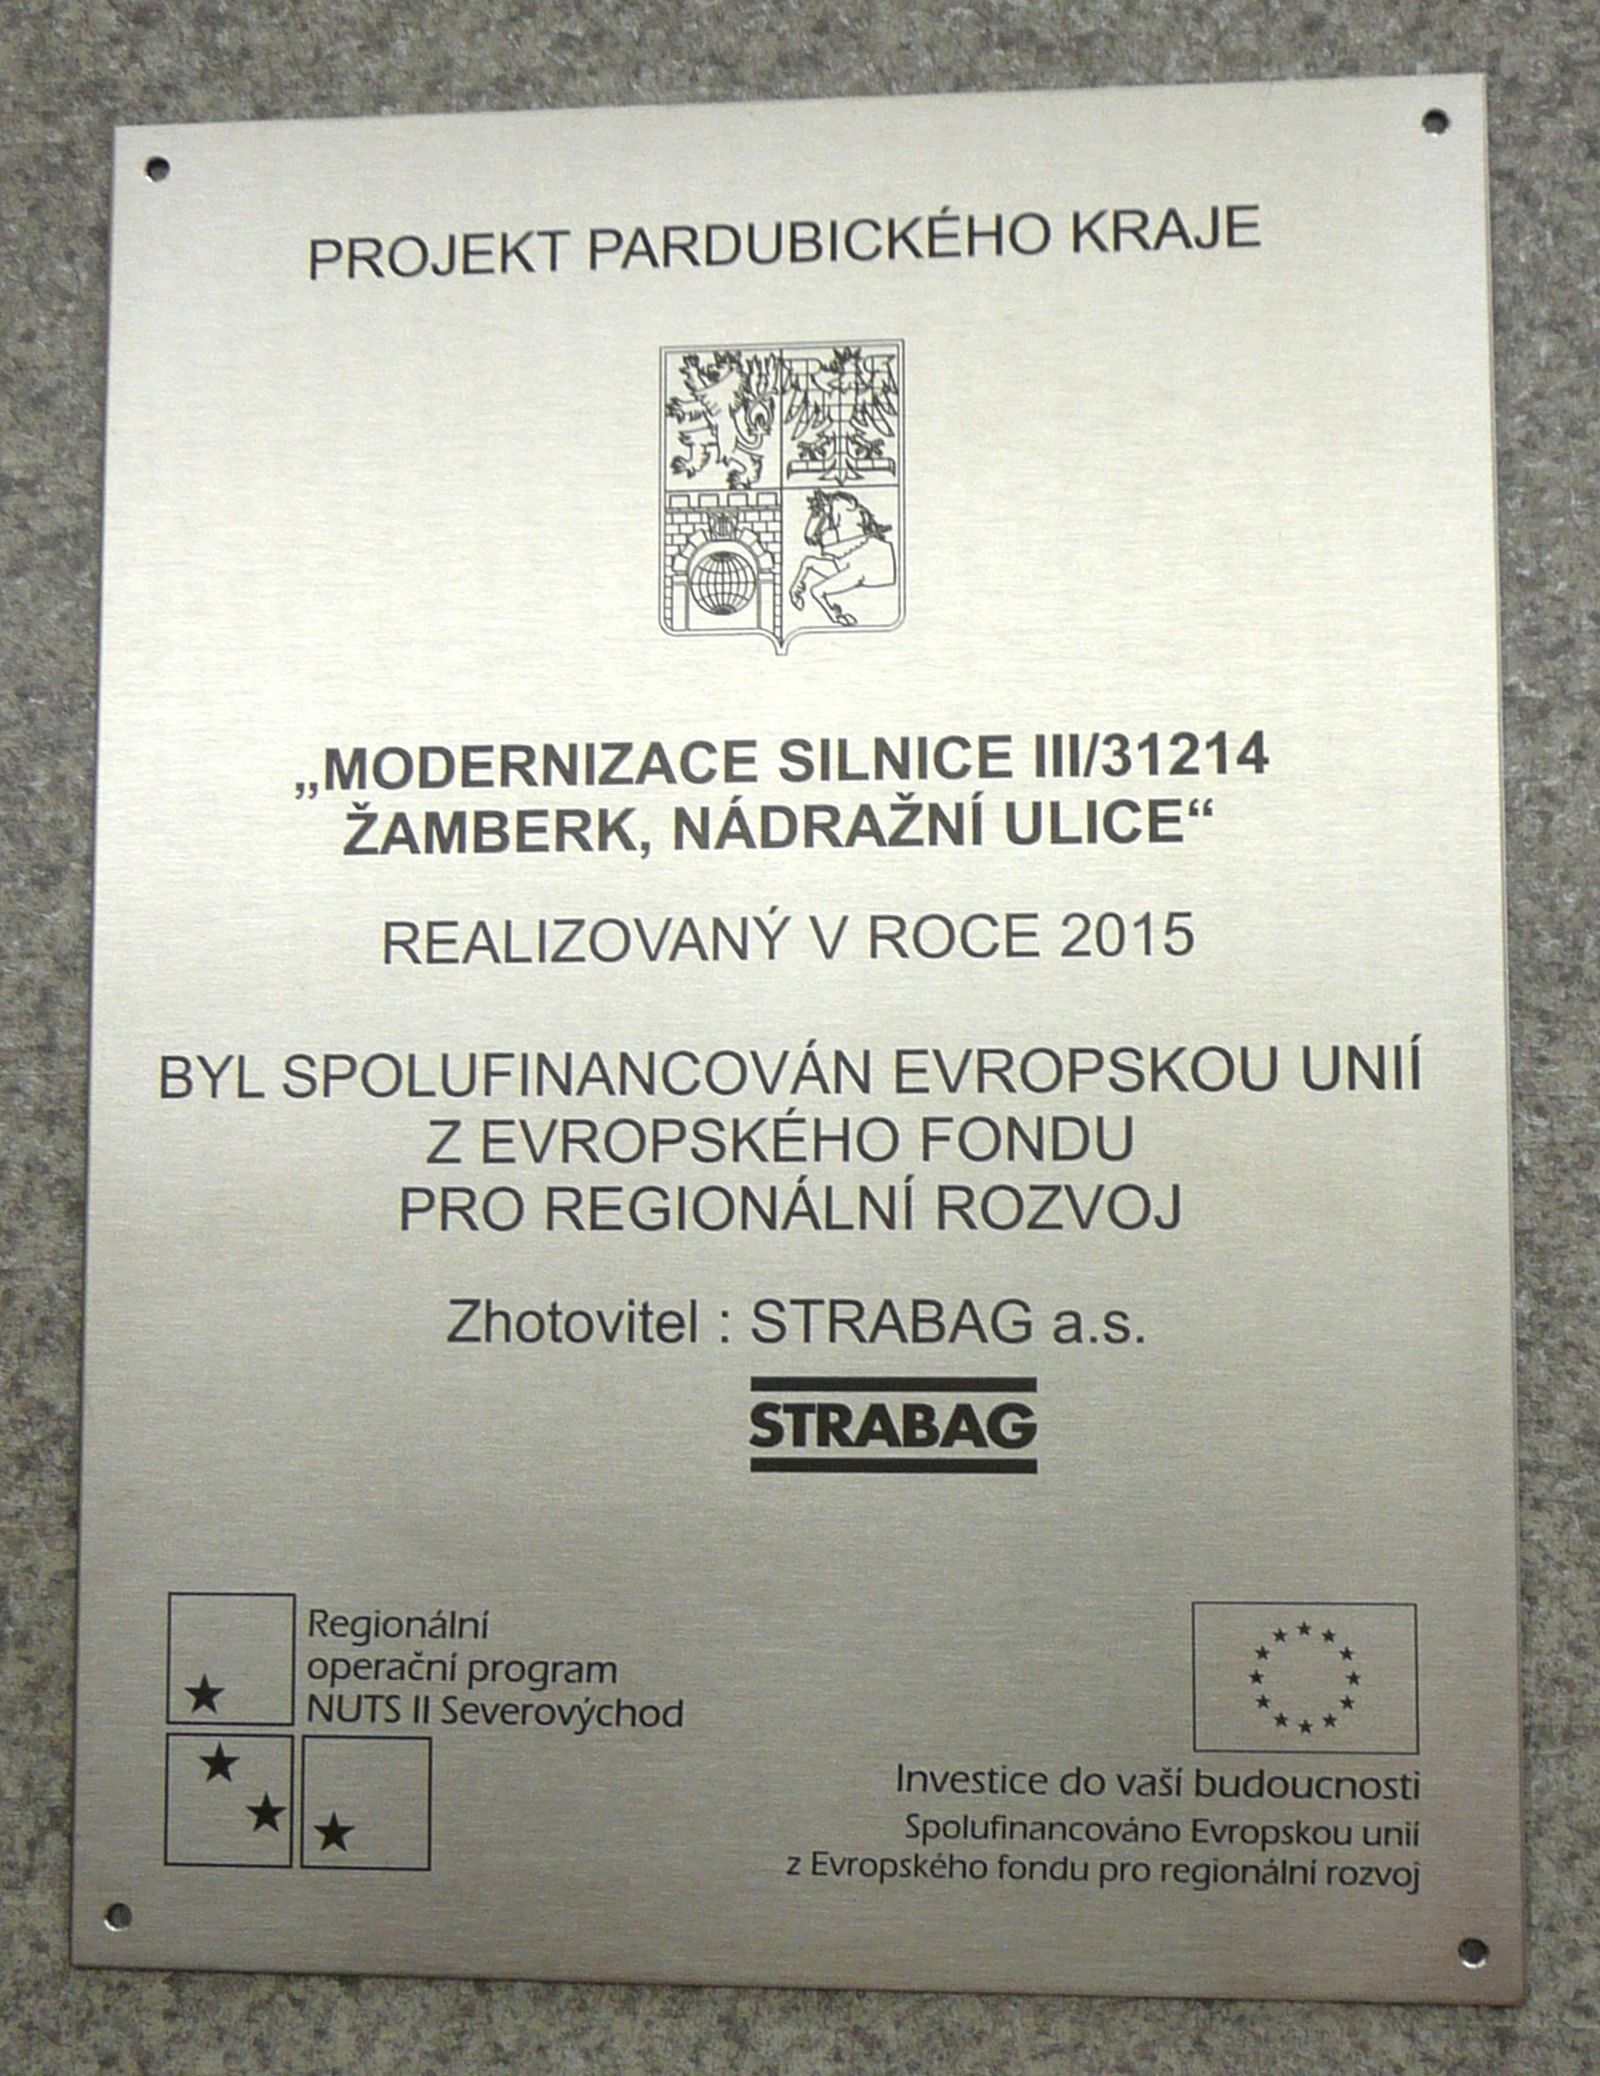 PROJEKT PARDUBICKÉHO KRAJE
„MODERNIZACE SILNICE III/31214
ŽAMBERK, NÁDRAŽNÍ ULICE“
REALIZOVANÝ V ROCE 2015
BYL SPOLUFINANCOVÁN EVROPSKOU UNIÍ
Z EVROPSKÉHO FONDU
PRO REGIONÁLNÍ ROZVOJ
Zhotovitel : STRABAG a.s.
STRABAG
Regionální
operační program
NUTS II Severovýchod
Investice do vaší budoucnosti
Spolufinancováno Evropskou unií
z Evropského fondu pro regionální rozvoj